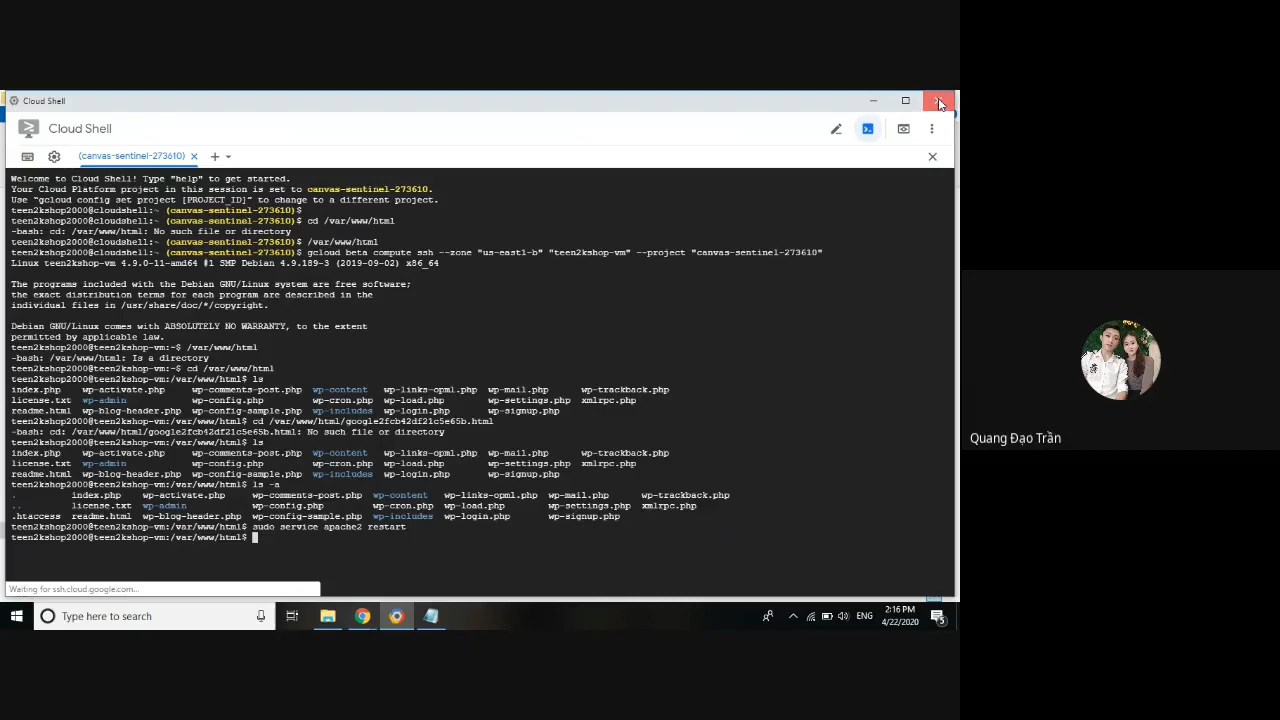 Cloud Shell
Cloud Shell
(canvas-sentinel-273610)
Welcome to Cloud Shell! Type "help" to get started.
Your Cloud Platform project in this session is set to canvas-sentinel-273610.
Use “gcloud config set project [PROJECT_ID]” to change to a different project.
teen2kshop2000@cloudshell:~ (canvas-sentinel-273610)$
teen2kshop2000@cloudshell:~ (canvas-sentinel-273610)$ cd /var/www/html
-bash: cd: /var/www/html: No such file or directory
teen2kshop2000@cloudshell:~ (canvas-sentinel-273610)$ /var/www/html
teen2kshop2000@cloudshell:~ (canvas-sentinel-273610)$ gcloud beta compute ssh --zone "us-east1-b" "teen2kshop-vm" --project "canvas-sentinel-273610"
Linux teen2kshop-vm 4.9.0-11-amd64 #1 SMP Debian 4.9.189-3 (2019-09-02) x86_64
The programs included with the Debian GNU/Linux system are free software;
the exact distribution terms for each program are described in the
individual files in /usr/share/doc/*/copyright.
Debian GNU/Linux comes with ABSOLUTELY NO WARRANTY, to the extent
permitted by applicable law.
teen2kshop2000@teen2kshop-vm:~$ /var/www/html
-bash: /var/www/html: Is a directory
teen2kshop2000@teen2kshop-vm:~$ cd /var/www/html
teen2kshop2000@teen2kshop-vm:/var/www/html$ ls
index.php wp-activate.php wp-comments-post.php wp-content wp-links-opml.php wp-mail.php wp-trackback.php
license.txt wp-admin wp-config.php wp-cron.php wp-load.php wp-settings.php xmlrpc.php
readme.html wp-blog-header.php wp-config-sample.php wp-includes wp-login.php wp-signup.php
teen2kshop2000@teen2kshop-vm:/var/www/html$ cd /var/www/html/google2fcb42df21c5e65b.html
-bash: cd: /var/www/html/google2fcb42df21c5e65b.html: No such file or directory
teen2kshop2000@teen2kshop-vm:/var/www/html$ ls
index.php wp-activate.php wp-comments-post.php wp-content wp-links-opml.php wp-mail.php wp-trackback.php
license.txt wp-admin wp-config.php wp-cron.php wp-load.php wp-settings.php xmlrpc.php
readme.html wp-blog-header.php wp-config-sample.php wp-includes wp-login.php wp-signup.php
teen2kshop2000@teen2kshop-vm:/var/www/html$ ls -a
. index.php wp-activate.php wp-comments-post.php wp-content wp-links-opml.php wp-mail.php wp-trackback.php
.. license.txt wp-admin wp-config.php wp-cron.php wp-load.php wp-settings.php xmlrpc.php
.htaccess readme.html wp-blog-header.php wp-config-sample.php wp-includes wp-login.php wp-signup.php
teen2kshop2000@teen2kshop-vm:/var/www/html$ sudo service apache2 restart
teen2kshop2000@teen2kshop-vm:/var/www/html$
Waiting for ssh.cloud.google.com...
Type here to search
ENG
2:16 PM
4/22/2020
5
Quang Đạo Trần